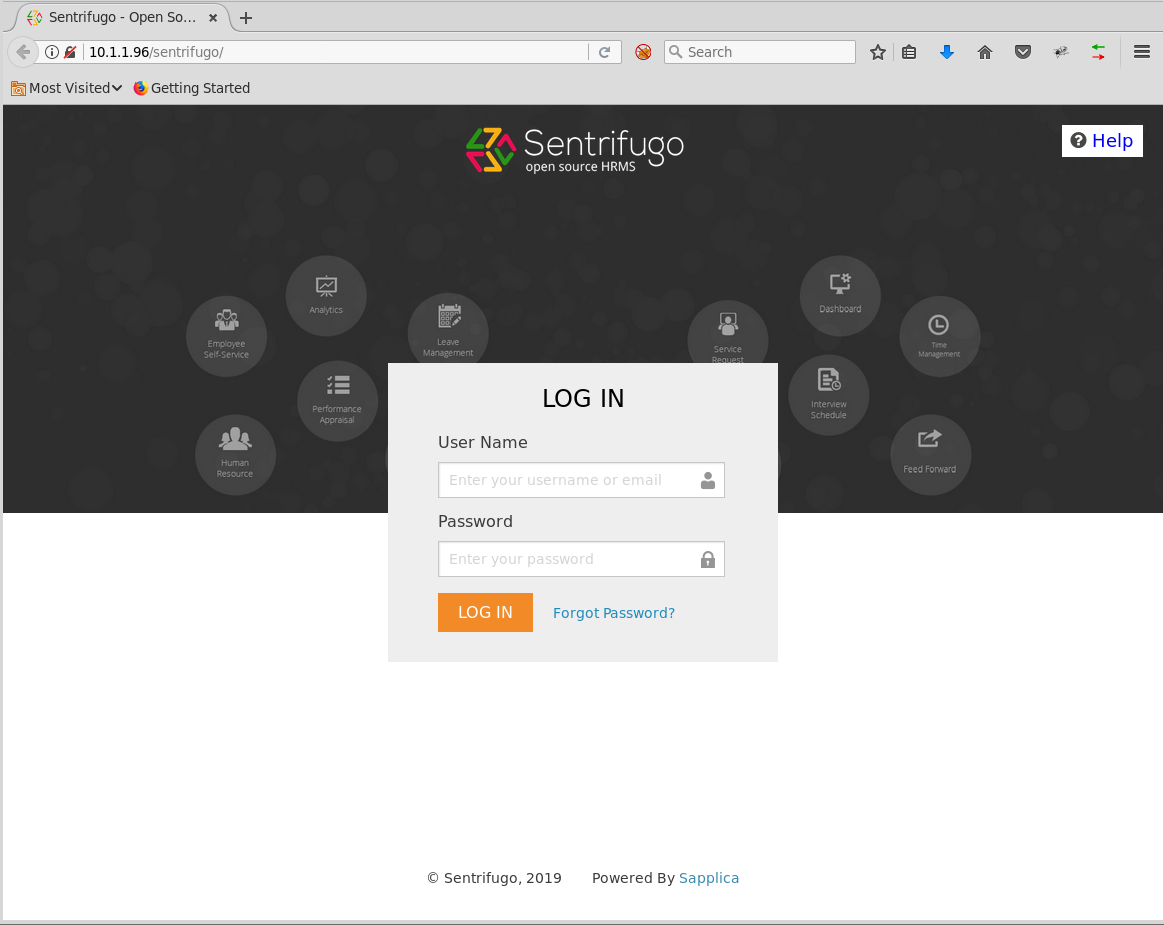 Sentrifugo - Open So...
10.1.1.96/sentrifugo/
Search
Most Visited
Getting Started
Sentrifugo
open source HRMS
Help
Analytics
Dashboard
Employee
Self-Service
Leave
Management
Service
Request
Time
Management
Performance
Appraisal
Interview
Schedule
Human
Resource
Feed Forward
LOG IN
User Name
Enter your username or email
Password
Enter your password
LOG IN
Forgot Password?
© Sentrifugo, 2019
Powered By Sapplica